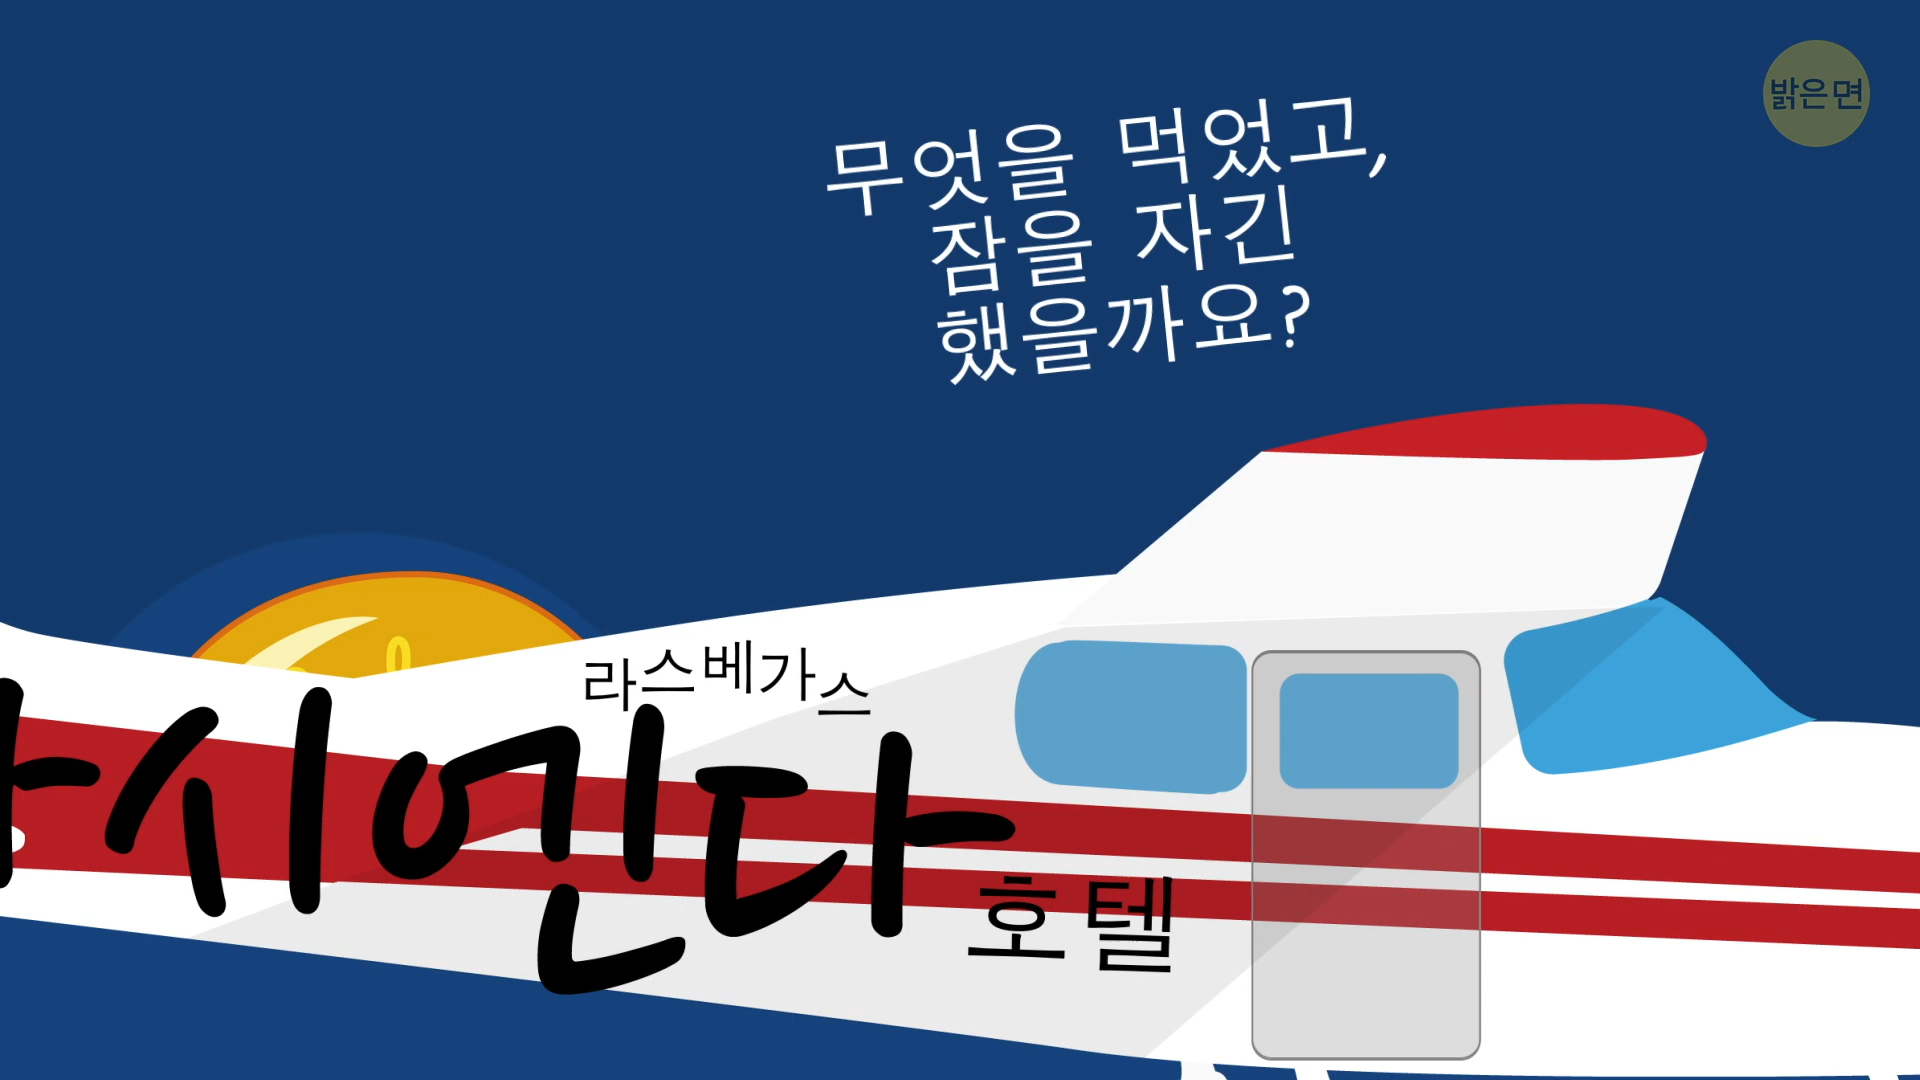 밝은면
무엇을 먹었고,
잠을 자긴
했을까요?
라스베가스
시엔다
호텔